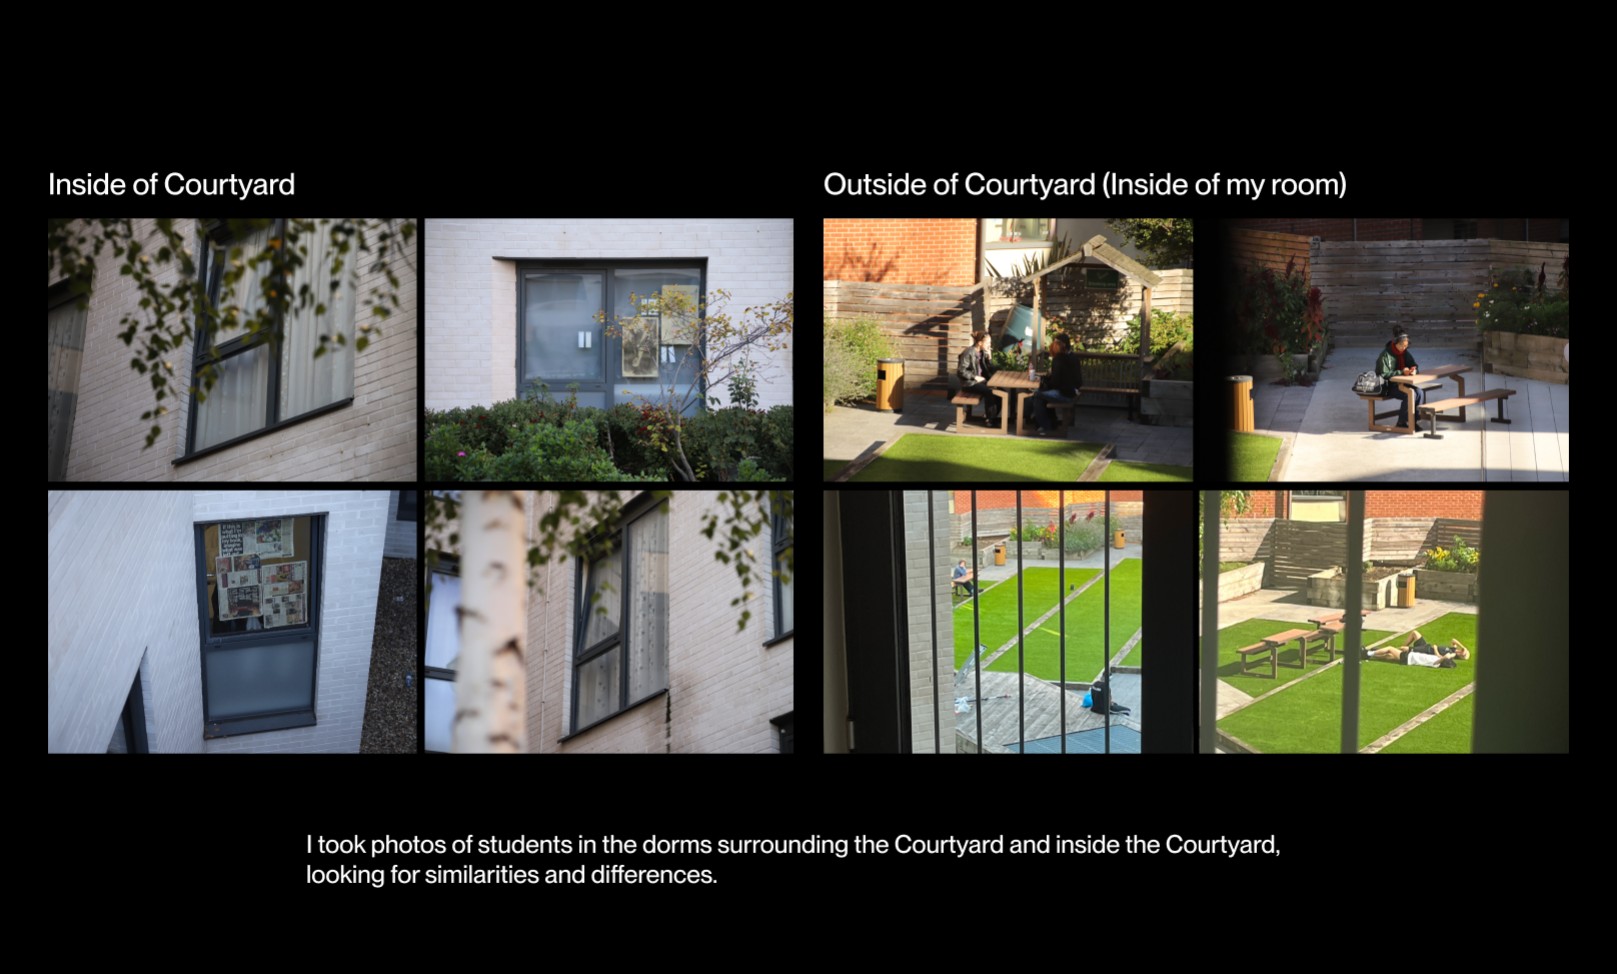 Inside of Courtyard
Outside of Courtyard (Inside of my room)
I took photos of students in the dorms surrounding the Courtyard and inside the Courtyard,
looking for similarities and differences.